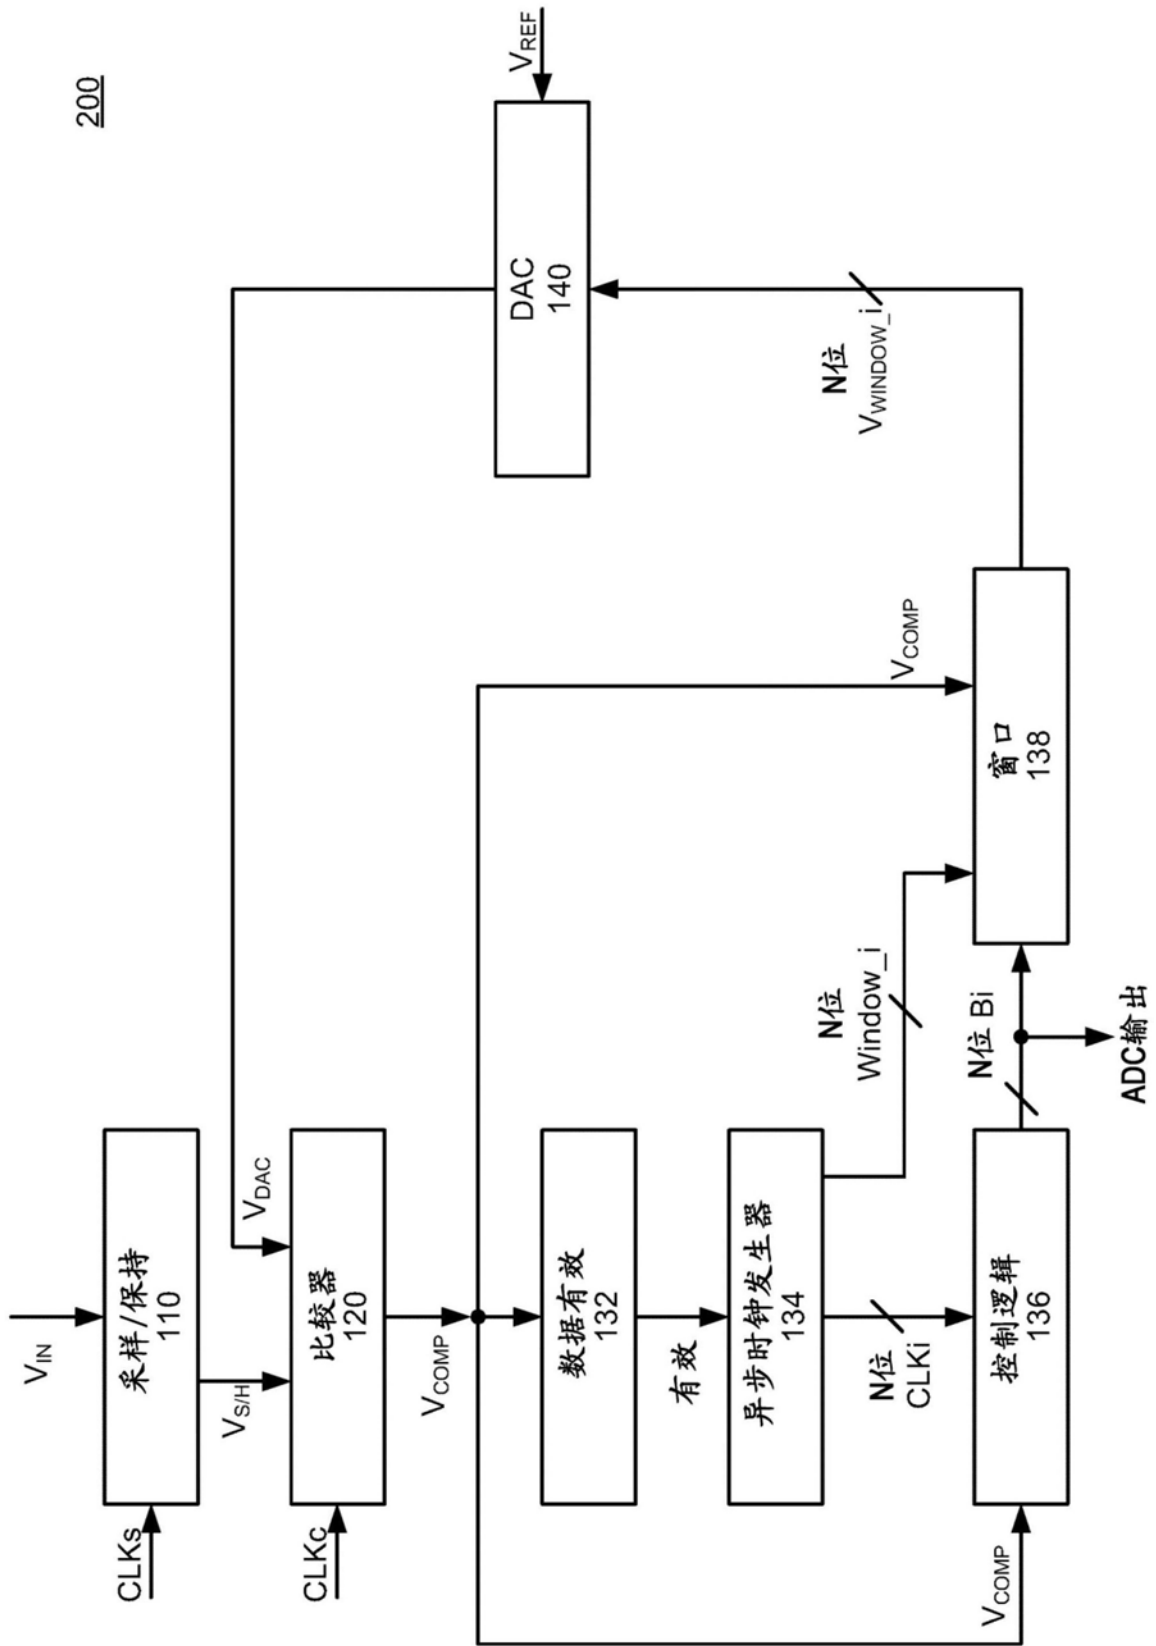 200
V_IN
采样/保持
110
CLKs
V_S/H
V_DAC
比较器
120
CLKc
V_COMP
数据有效
132
有效
异步时钟发生器
134
N位
CLKi
控制逻辑
136
V_COMP
N位 Bi
ADC输出
N位
Window_i
V_COMP
窗口
138
N位
V_WINDOW_i
DAC
140
V_REF